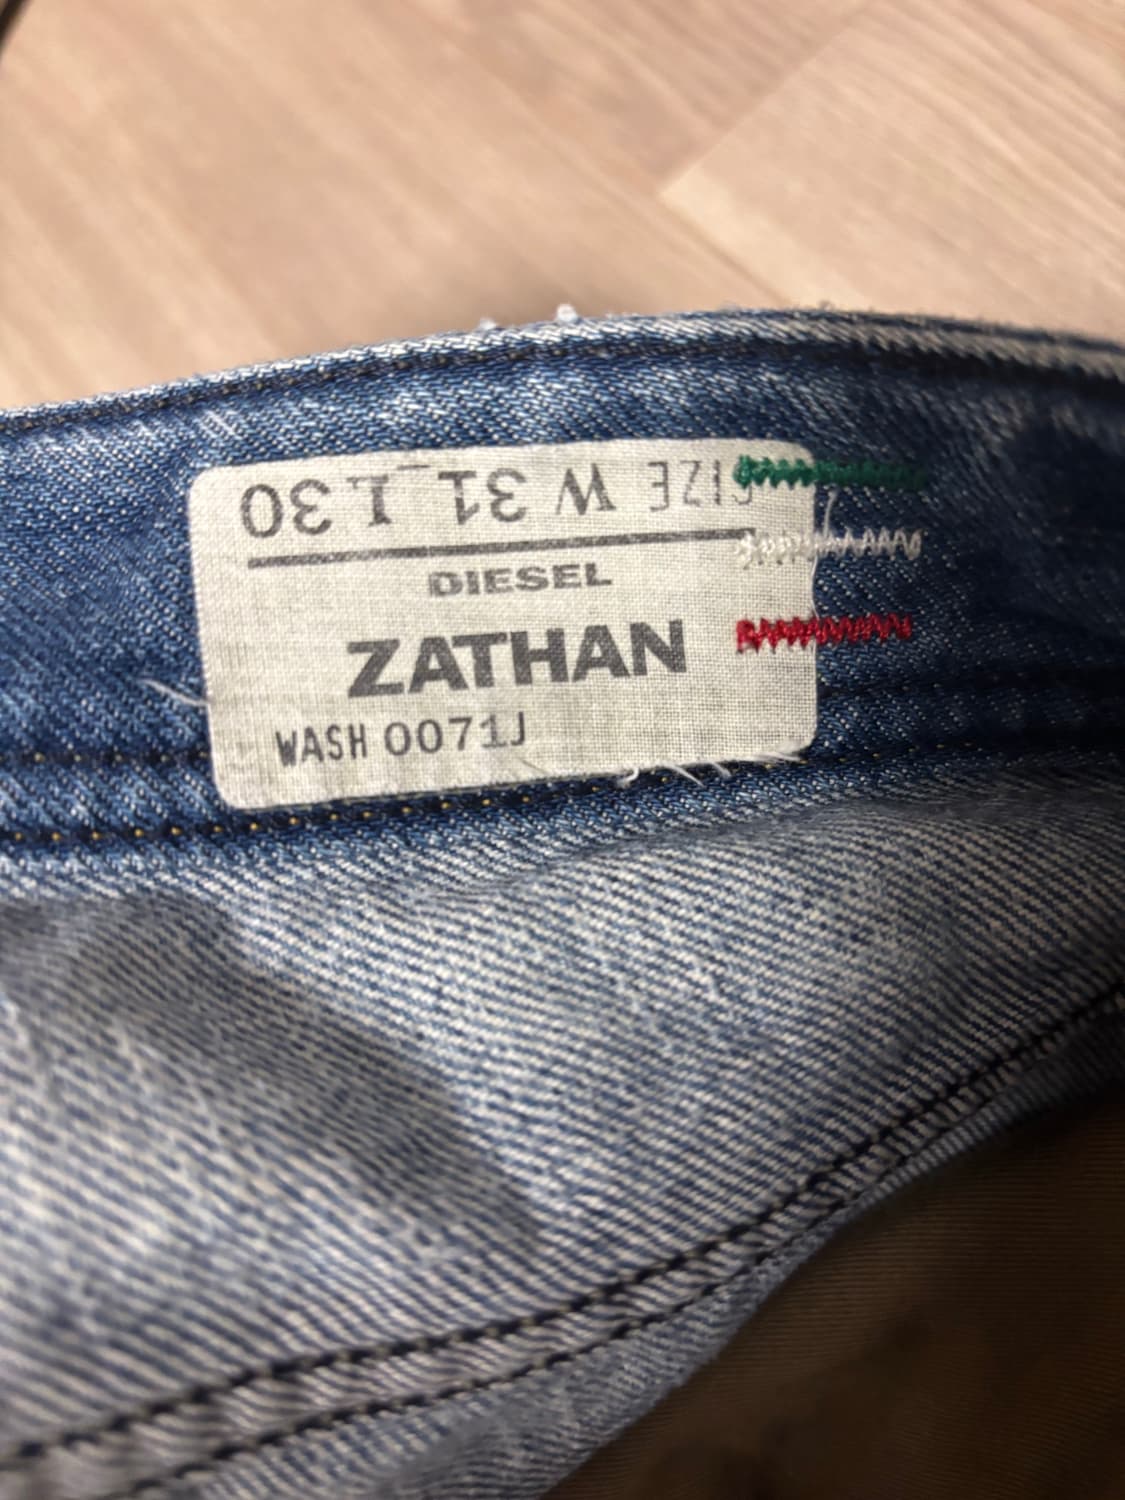 SIZE W 31 L 30
DIESEL
ZATHAN
WASH 0071J